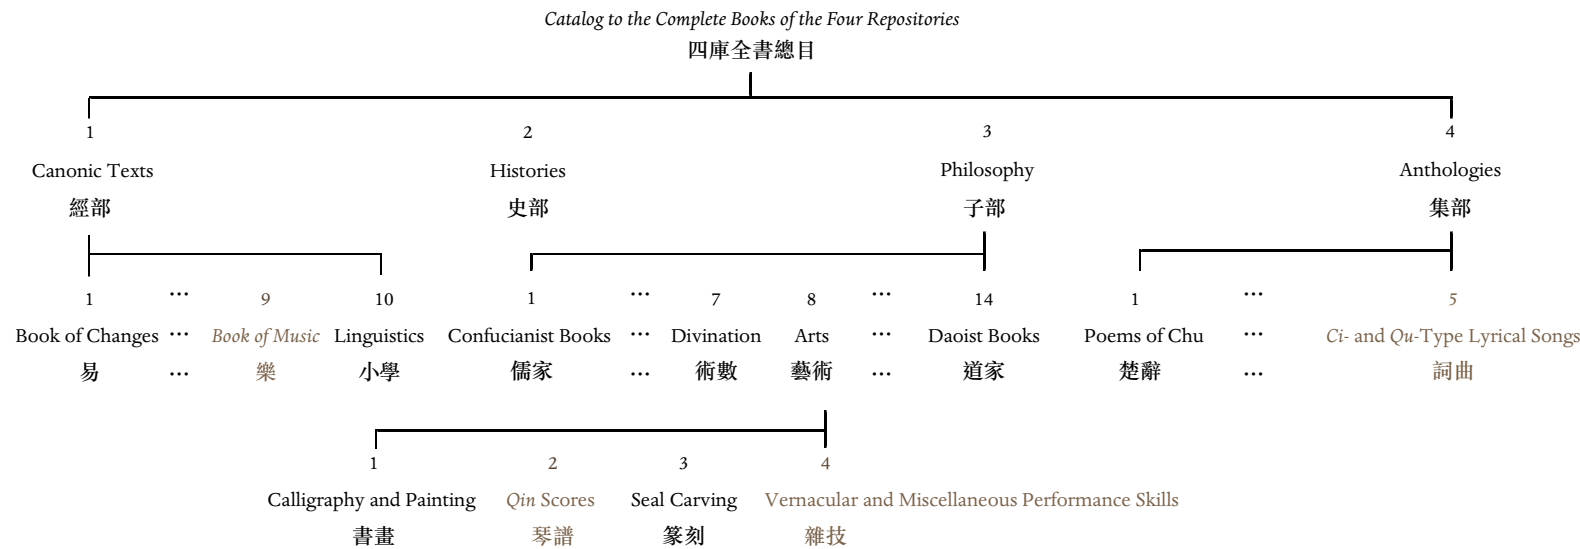 Catalog to the Complete Books of the Four Repositories
四庫全書總目
1 2 3 4
Canonic Texts Histories Philosophy Anthologies
經部 史部 子部 集部
1 ... 9 10 1 ... 7 8 ... 14 1 ... 5
Book of Changes ... Book of Music Linguistics Confucianist Books ... Divination Arts ... Daoist Books Poems of Chu ... Ci- and Qu-Type Lyrical Songs
易 ... 樂 小學 儒家 ... 術數 藝術 ... 道家 楚辭 ... 詞曲
1 2 3 4
Calligraphy and Painting Qin Scores Seal Carving Vernacular and Miscellaneous Performance Skills
書畫 琴譜 篆刻 雜技